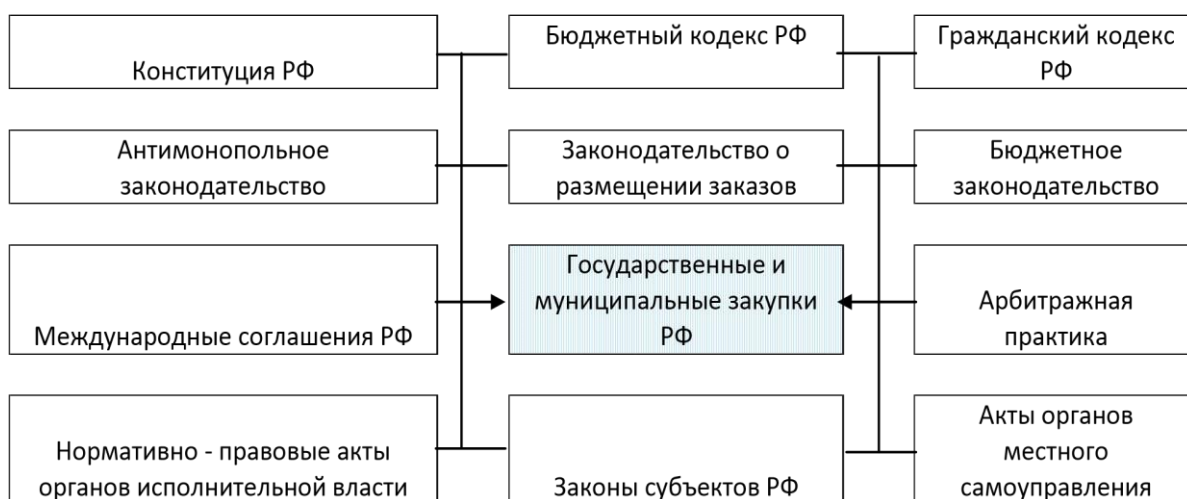 Конституция РФ
Бюджетный кодекс РФ
Гражданский кодекс
РФ
Антимонопольное
законодательство
Законодательство о
размещении заказов
Бюджетное
законодательство
Международные соглашения РФ
Государственные и
муниципальные закупки
РФ
Арбитражная
практика
Нормативно - правовые акты
органов исполнительной власти
Законы субъектов РФ
Акты органов
местного
самоуправления